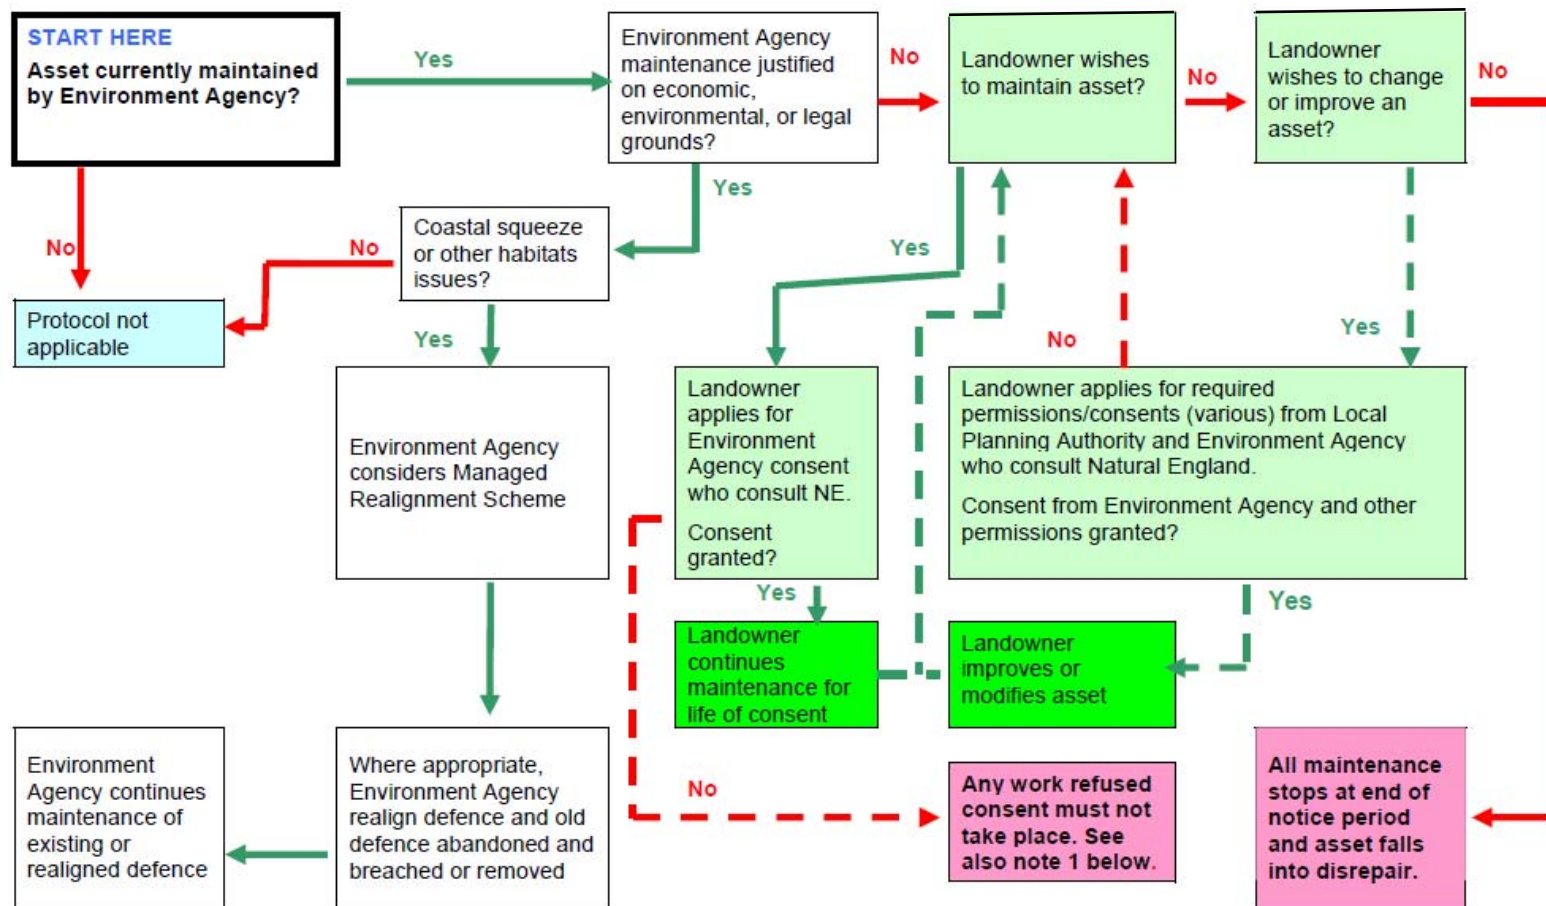 START HERE
Asset currently maintained
by Environment Agency?
Yes
Environment Agency
maintenance justified
on economic,
environmental, or legal
grounds?
No
Landowner wishes
to maintain asset?
No
Landowner
wishes to change
or improve an
asset?
No
Yes
No
No
Coastal squeeze
or other habitats
issues?
Yes
Yes
No
Yes
Protocol not
applicable
Yes
Environment Agency
considers Managed
Realignment Scheme
Landowner
applies for
Environment
Agency consent
who consult NE.
Consent
granted?
Landowner applies for required
permissions/consents (various) from Local
Planning Authority and Environment Agency
who consult Natural England.
Consent from Environment Agency and other
permissions granted?
Yes
Yes
Landowner
continues
maintenance for
life of consent
Landowner
improves or
modifies asset
Environment
Agency continues
maintenance of
existing or
realigned defence
Where appropriate,
Environment Agency
realign defence and old
defence abandoned and
breached or removed
No
Any work refused
consent must not
take place. See
also note 1 below.
All maintenance
stops at end of
notice period
and asset falls
into disrepair.